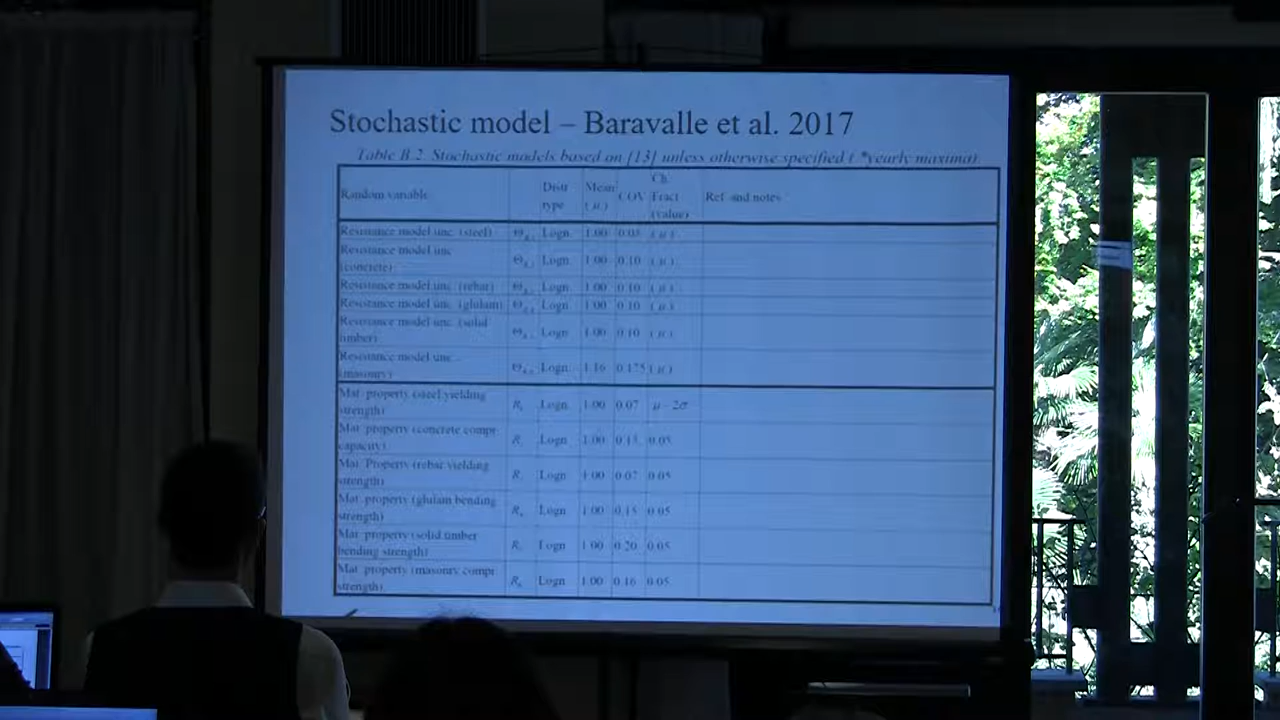 Stochastic model – Baravalle et al. 2017
Table B.2. Stochastic models based on [13] unless otherwise specified ( *yearly maxima).
Random variable Distr. type Mean (μ) COV Ch. Fract. (value) Ref. and notes
Resistance model unc. (steel) Logn. 1.00 0.05 (μ)
Resistance model unc. (concrete) Logn. 1.00 0.10 (μ)
Resistance model unc. (rebar) Logn. 1.00 0.10 (μ)
Resistance model unc. (glulam) Logn. 1.00 0.10 (μ)
Resistance model unc. (solid timber) Logn. 1.00 0.10 (μ)
Resistance model unc. (masonry) Logn. 1.16 0.175 (μ)
Mat. property (steel yielding strength) Logn. 1.00 0.07 μ - 2σ
Mat. property (concrete compr. capacity) Logn. 1.00 0.15 0.05
Mat. Property (rebar yielding strength) Logn. 1.00 0.07 0.05
Mat. property (glulam bending strength) Logn. 1.00 0.15 0.05
Mat. property (solid timber bending strength) Logn. 1.00 0.20 0.05
Mat. property (masonry compr. strength) Logn. 1.00 0.16 0.05